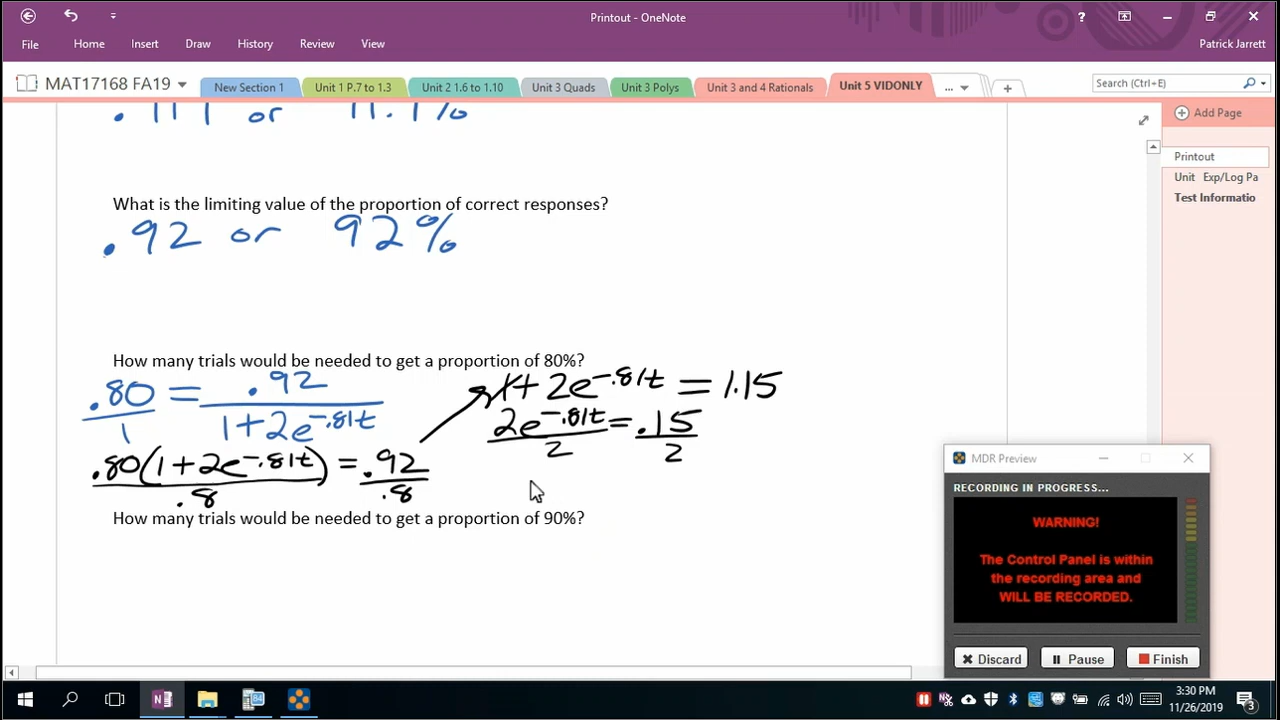 Printout - OneNote
?
File Home Insert Draw History Review View Patrick Jarrett
MAT17168 FA19 New Section 1 Unit 1 P.7 to 1.3 Unit 2 1.6 to 1.10 Unit 3 Quads Unit 3 Polys Unit 3 and 4 Rationals Unit 5 VIDONLY ... + Search (Ctrl+E)
Add Page
Printout
Unit Exp/Log Pa
Test Informatio
.111 or 11.1%
What is the limiting value of the proportion of correct responses?
.92 or 92%
How many trials would be needed to get a proportion of 80%?
.80/1 = .92/(1+2e^-.81t)
.80(1+2e^-.81t)/.8 = .92/.8
1+2e^-.81t = 1.15
2e^-.81t/2 = .15/2
How many trials would be needed to get a proportion of 90%?
MDR Preview
RECORDING IN PROGRESS...
WARNING!
The Control Panel is within
the recording area and
WILL BE RECORDED.
Discard Pause Finish
3:30 PM
11/26/2019
3